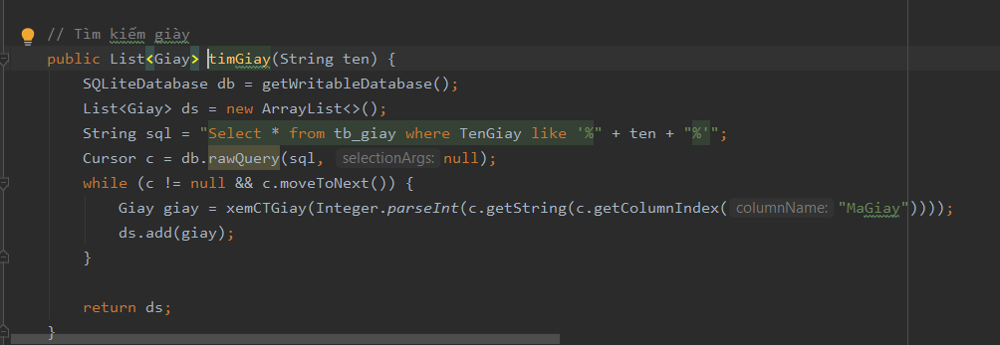 // Tìm kiếm giày
public List<Giay> timGiay(String ten) {
SQLiteDatabase db = getWritableDatabase();
List<Giay> ds = new ArrayList<>();
String sql = "Select * from tb_giay where TenGiay like '%" + ten + "%'";
Cursor c = db.rawQuery(sql, selectionArgs: null);
while (c != null && c.moveToNext()) {
Giay giay = xemCTGiay(Integer.parseInt(c.getString(c.getColumnIndex( columnName: "MaGiay"))));
ds.add(giay);
}
return ds;
}